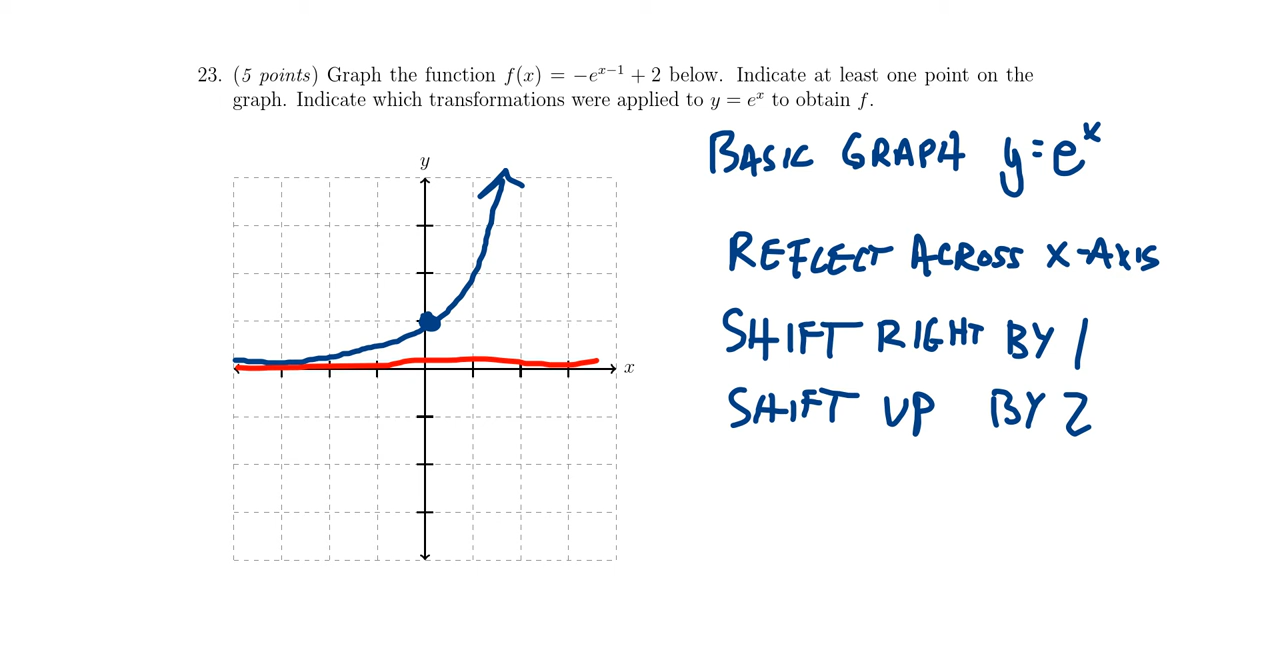 23. (5 points) Graph the function f(x) = −e^{x−1} + 2 below. Indicate at least one point on the
graph. Indicate which transformations were applied to y = e^x to obtain f.
BASIC GRAPH y=e^x
y
REFLECT ACROSS X-AXIS
SHIFT RIGHT BY 1
x
SHIFT UP BY 2